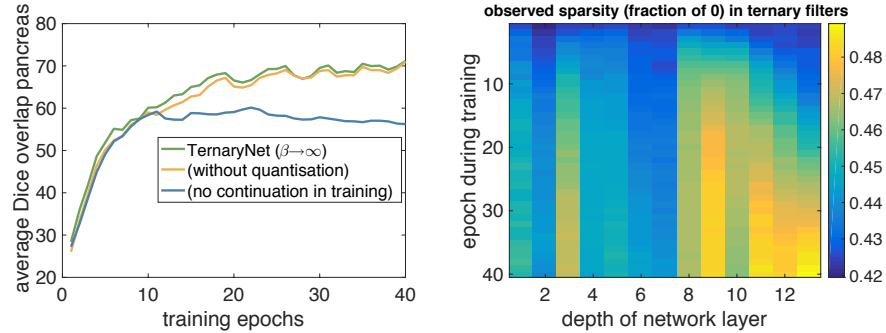 average Dice overlap pancreas
80
70
60
50
40
30
20
TernaryNet (β→∞)
(without quantisation)
(no continuation in training)
0 10 20 30 40
training epochs
observed sparsity (fraction of 0) in ternary filters
epoch during training
10
20
30
40
2 4 6 8 10 12
depth of network layer
0.48
0.47
0.46
0.45
0.44
0.43
0.42